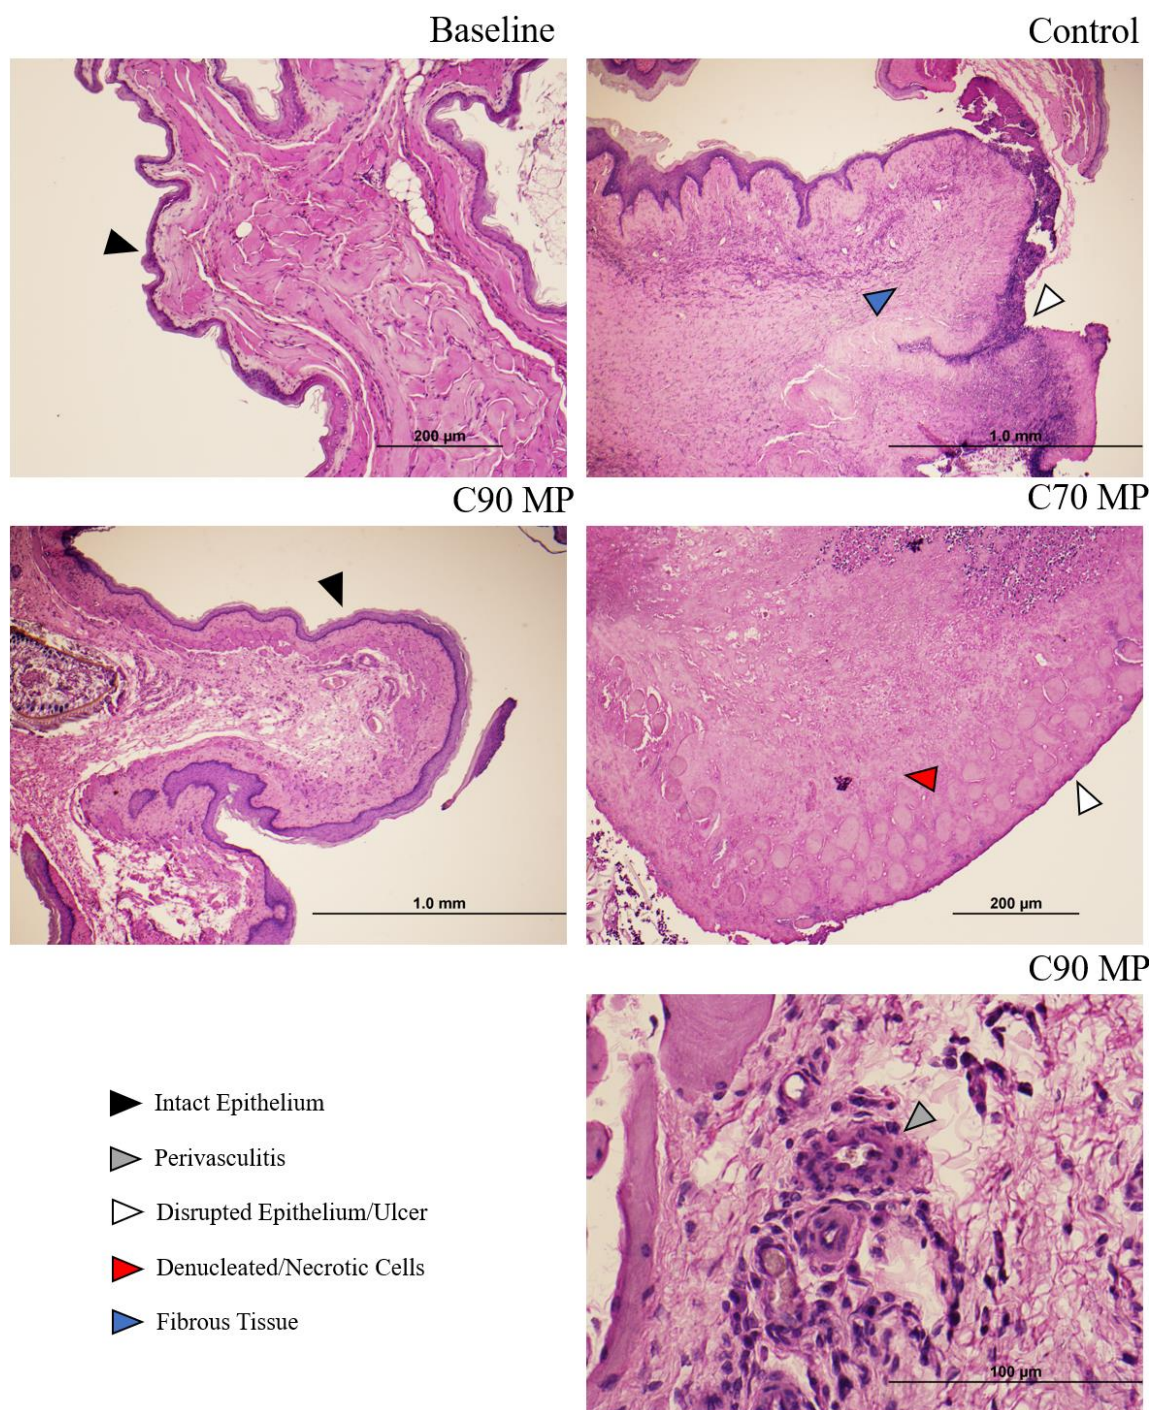 Baseline
Control
200 µm
1.0 mm
C90 MP
C70 MP
1.0 mm
200 µm
C90 MP
Intact Epithelium
Perivasculitis
Disrupted Epithelium/Ulcer
Denucleated/Necrotic Cells
Fibrous Tissue
100 µm